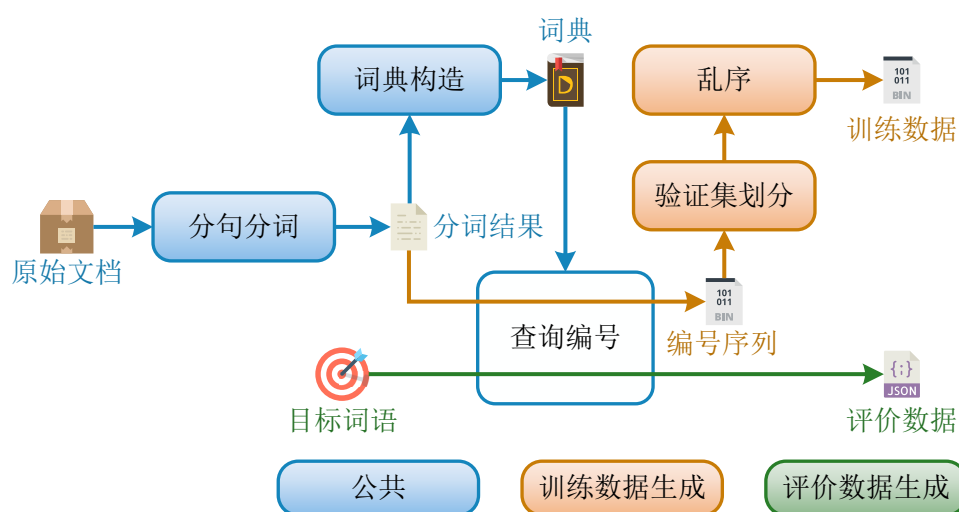 词典
词典构造
乱序
101
011
BIN
训练数据
验证集划分
分句分词
分词结果
原始文档
101
011
BIN
查询编号
编号序列
{;}
JSON
目标词语
评价数据
公共
训练数据生成
评价数据生成